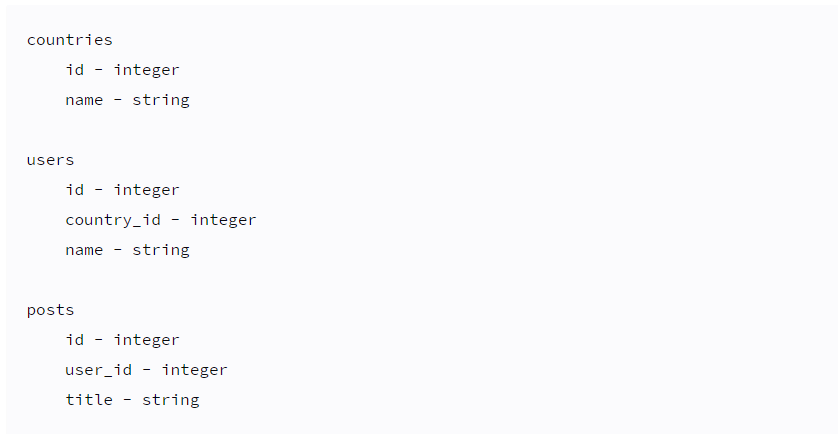 countries
    id - integer
    name - string

users
    id - integer
    country_id - integer
    name - string

posts
    id - integer
    user_id - integer
    title - string